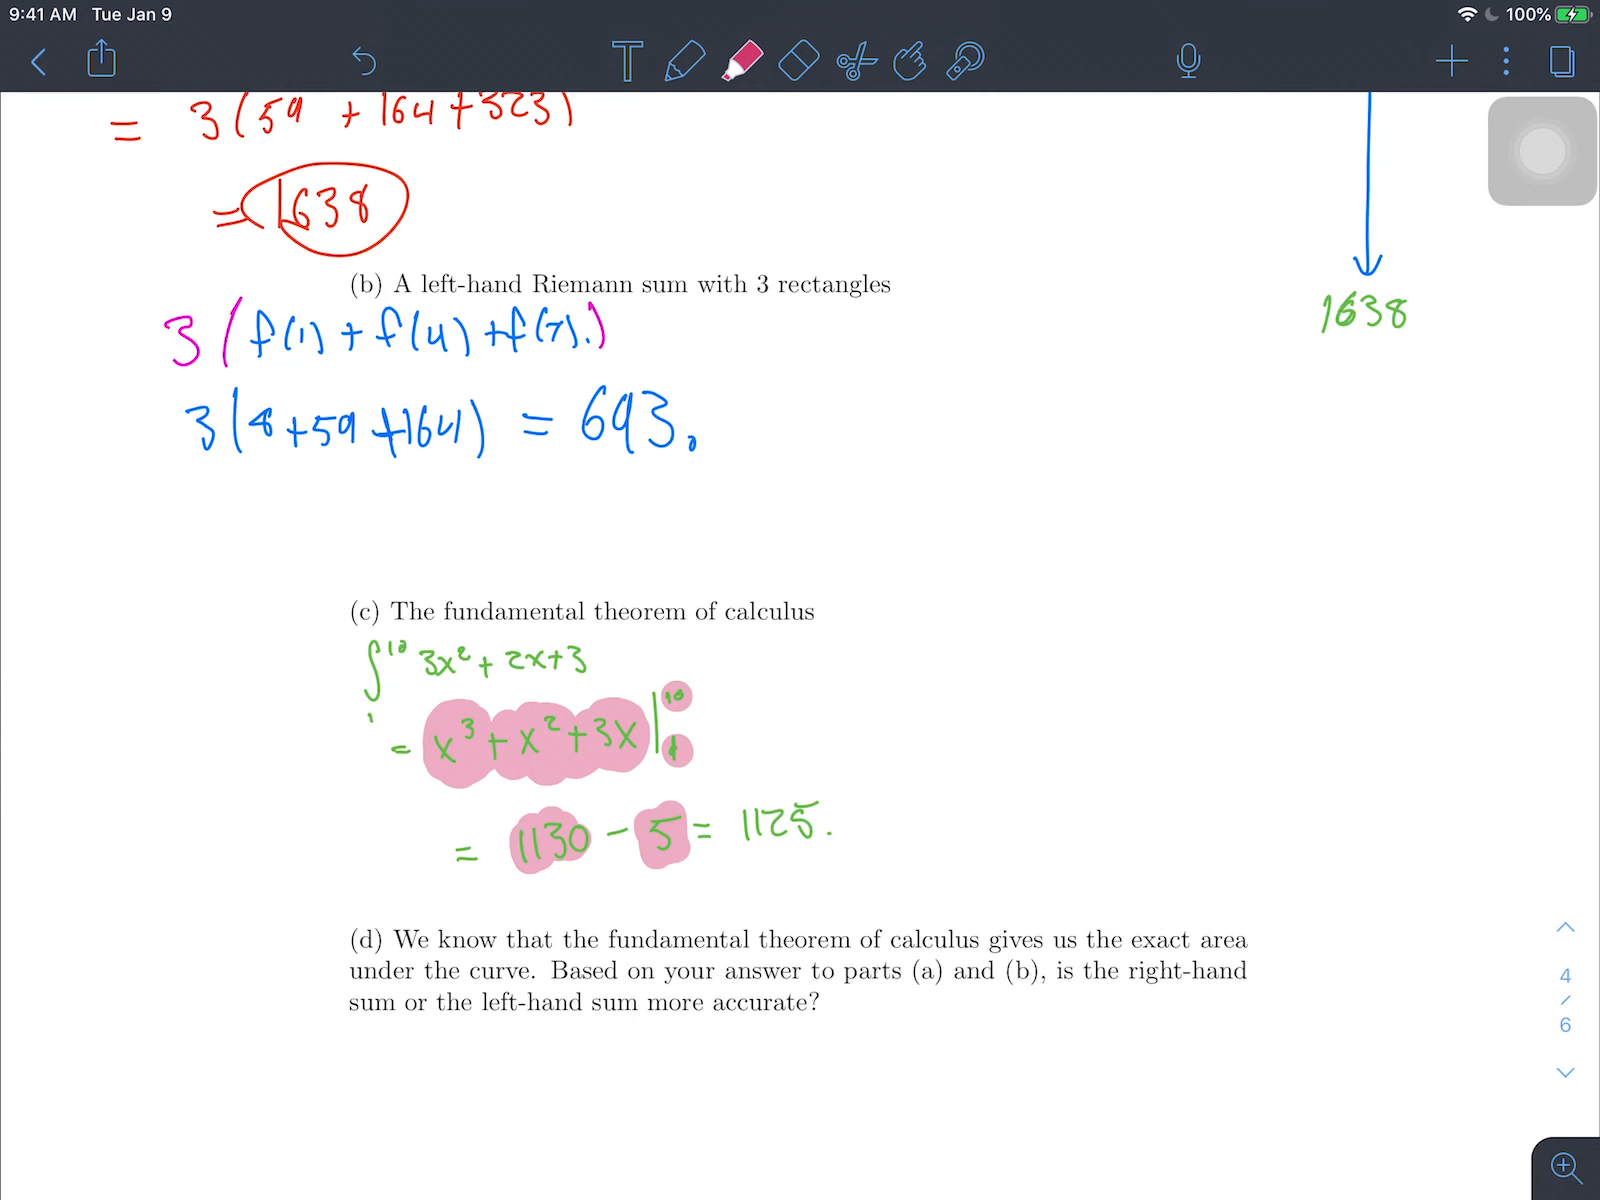 9:41 AM Tue Jan 9
100%
= 3(59 + 164 + 323)
= 1638
(b) A left-hand Riemann sum with 3 rectangles
1638
3(f(1) + f(4) + f(7).)
3(8+59+164) = 693.
(c) The fundamental theorem of calculus
∫₁¹⁰ 3x² + 2x+3
= x³ + x² + 3x |₁¹⁰
= 1130 - 5 = 1125.
(d) We know that the fundamental theorem of calculus gives us the exact area
under the curve. Based on your answer to parts (a) and (b), is the right-hand
sum or the left-hand sum more accurate?
4
/
6